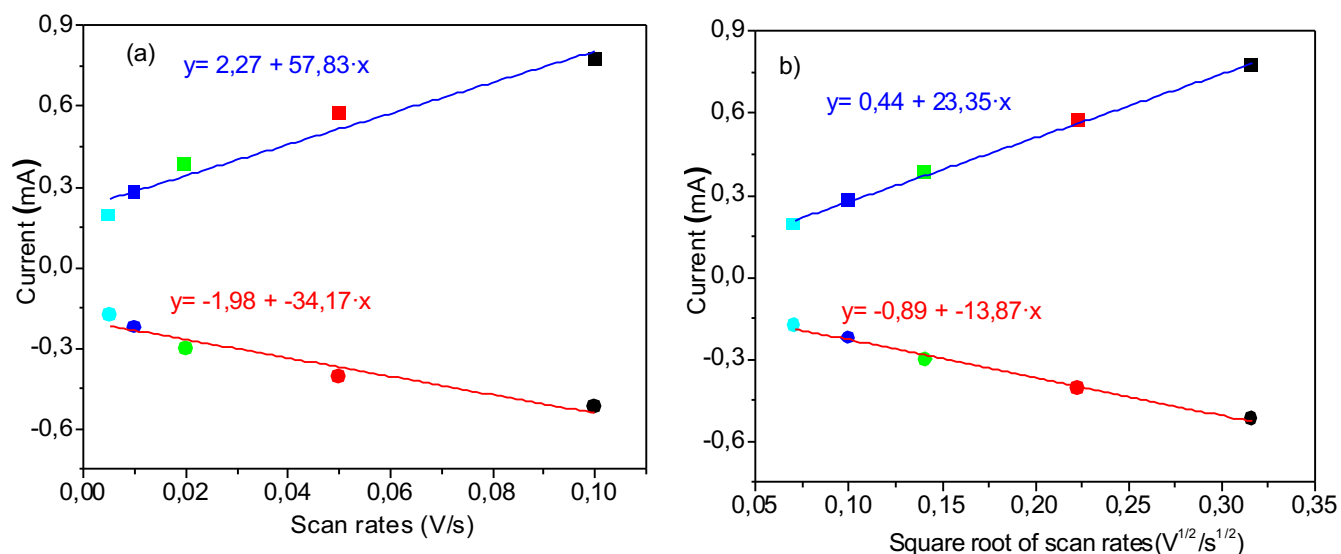 (a)
y= 2,27 + 57,83·x
y= -1,98 + -34,17·x
Current (mA)
0,9
0,6
0,3
0,0
-0,3
-0,6
0,00 0,02 0,04 0,06 0,08 0,10
Scan rates (V/s)
b)
y= 0,44 + 23,35·x
y= -0,89 + -13,87·x
Current (mA)
0,9
0,6
0,3
0,0
-0,3
-0,6
0,05 0,10 0,15 0,20 0,25 0,30 0,35
Square root of scan rates(V¹ᐟ²/s¹ᐟ²)